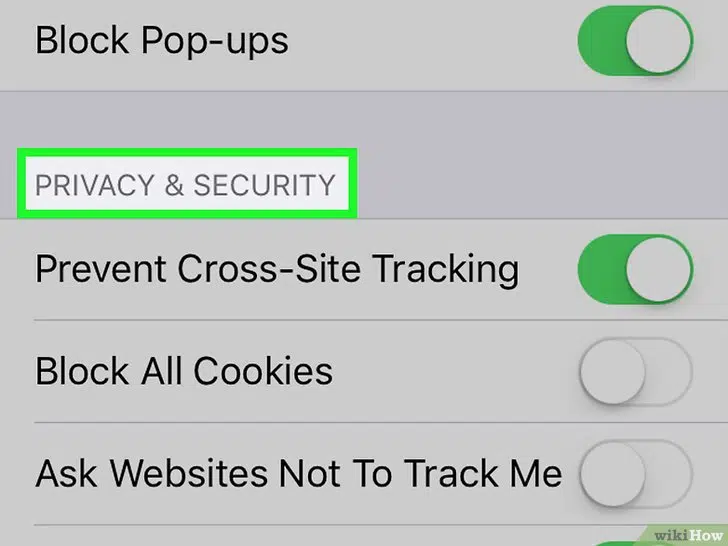 Block Pop-ups
PRIVACY & SECURITY
Prevent Cross-Site Tracking
Block All Cookies
Ask Websites Not To Track Me
wikiHow